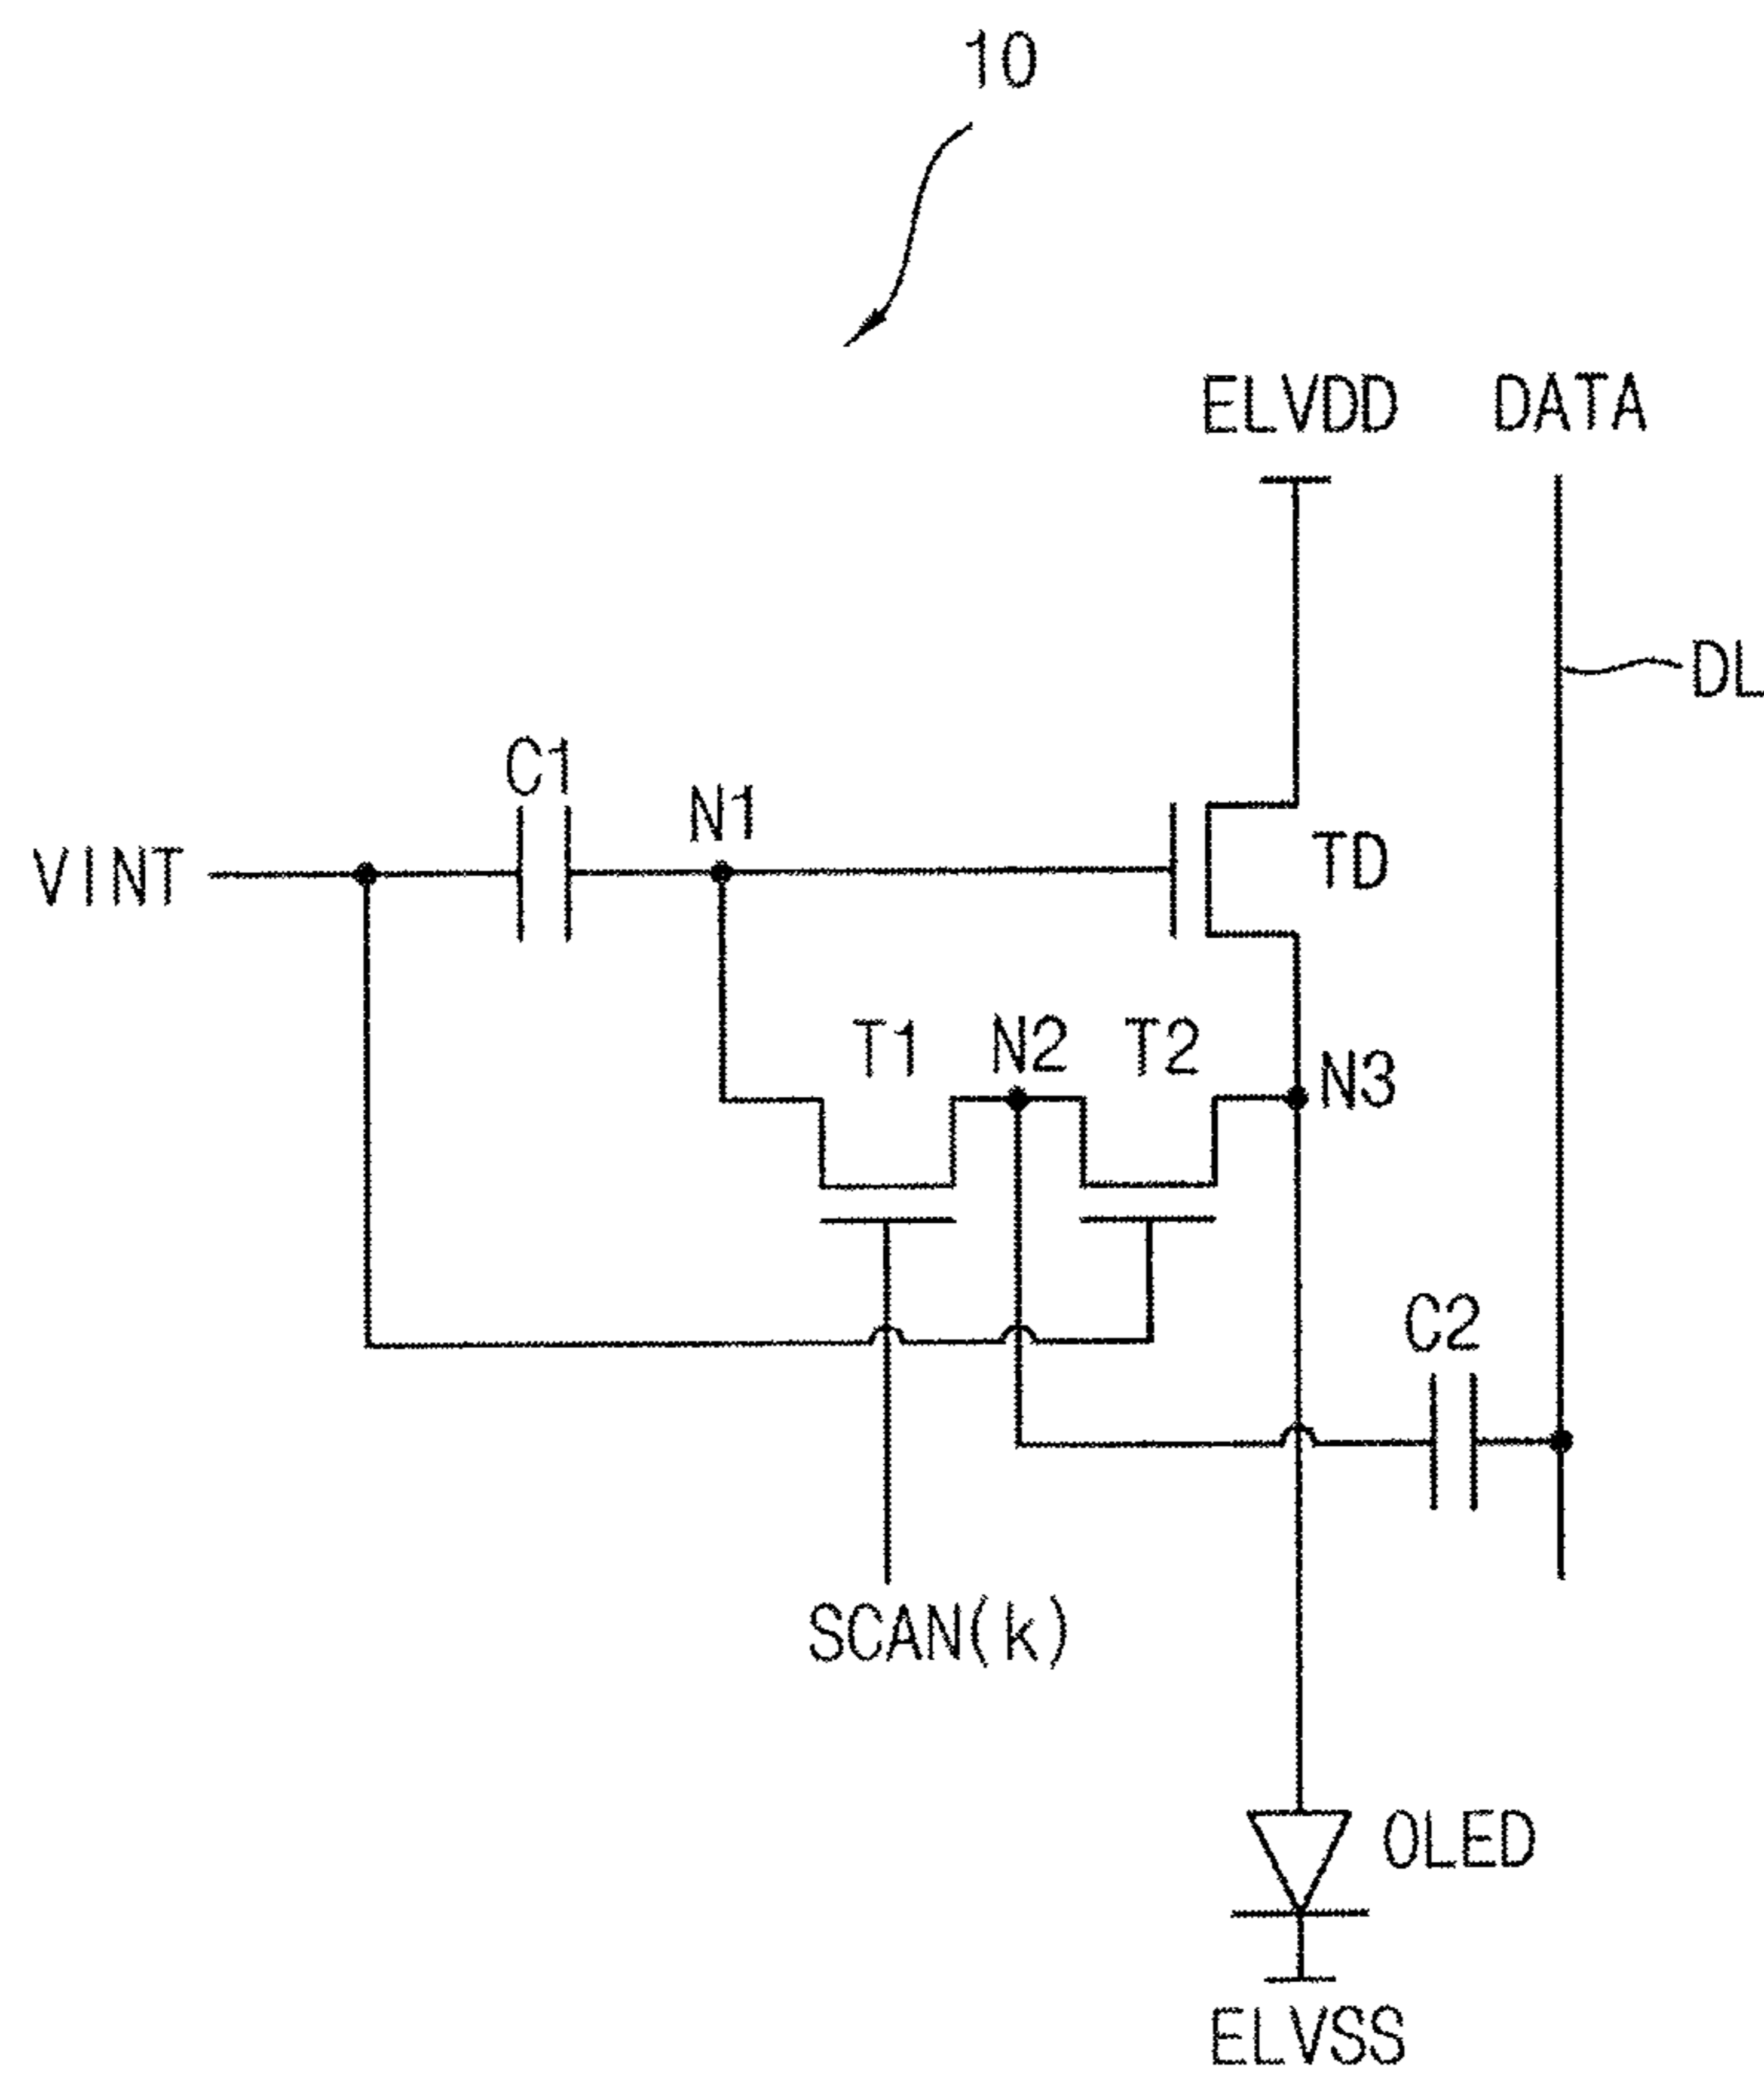 10
ELVDD
DATA
DL
C1
N1
VINT
TD
T1
N2
T2
N3
C2
SCAN(k)
OLED
ELVSS